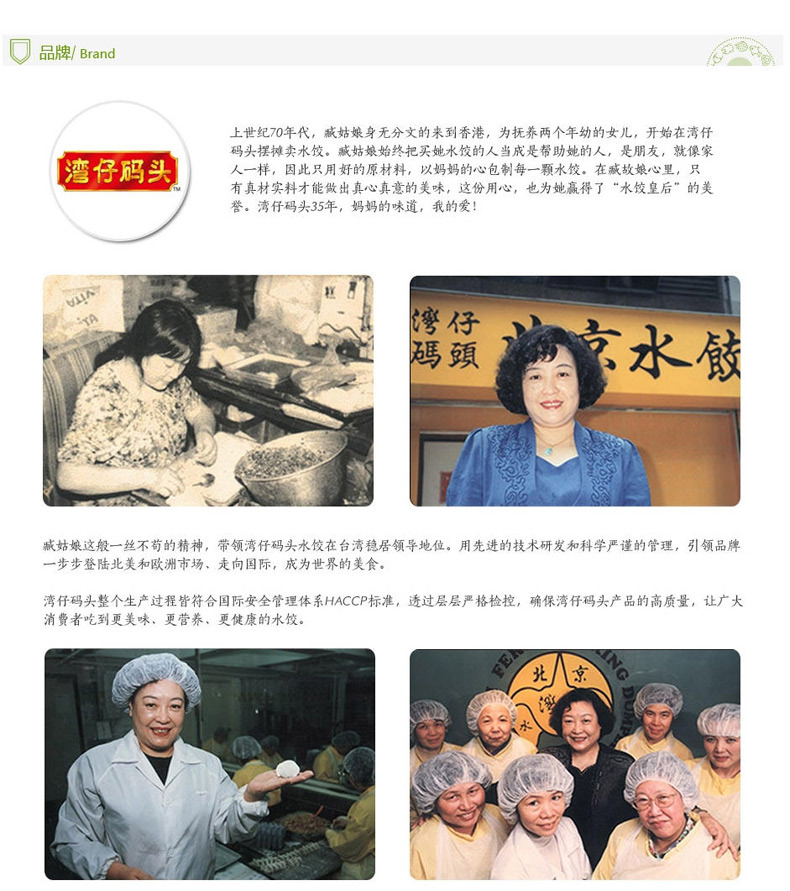 品牌/ Brand
湾仔码头
TM
上世纪70年代，臧姑娘身无分文的来到香港，为抚养两个年幼的女儿，开始在湾仔
码头摆摊卖水饺。臧姑娘始终把买她水饺的人当成是帮助她的人，是朋友，就像家
人一样，因此只用好的原材料，以妈妈的心包制每一颗水饺。在臧故娘心里，只
有真材实料才能做出真心真意的美味，这份用心，也为她赢得了“水饺皇后”的美
誉。湾仔码头35年，妈妈的味道，我的爱！
VITA
灣仔
碼頭
北京水餃
臧姑娘这般一丝不苟的精神，带领湾仔码头水饺在台湾稳居领导地位。用先进的技术研发和科学严谨的管理，引领品牌
一步步登陆北美和欧洲市场、走向国际，成为世界的美食。
湾仔码头整个生产过程皆符合国际安全管理体系HACCP标准，透过层层严格检控，确保湾仔码头产品的高质量，让广大
消费者吃到更美味、更营养、更健康的水饺。
北京
灣
水